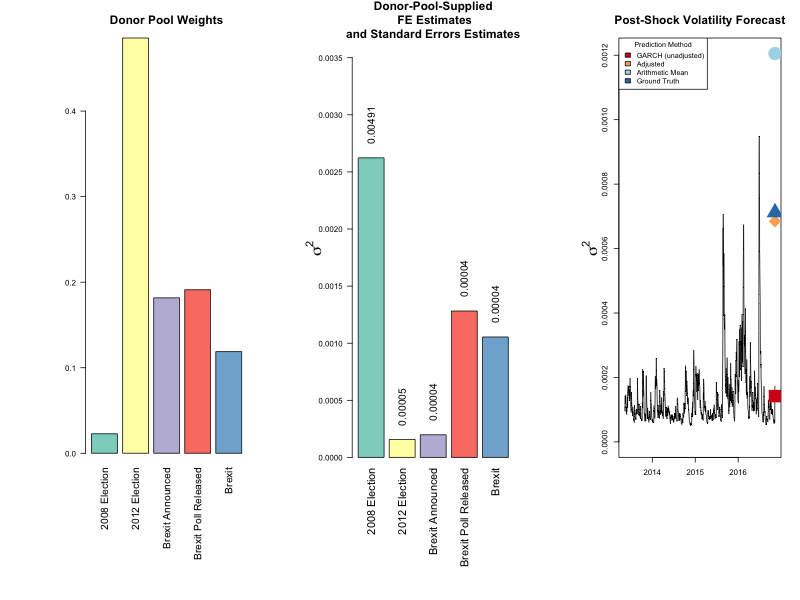 Donor Pool Weights
0.4
0.3
0.2
0.1
0.0
2008 Election
2012 Election
Brexit Announced
Brexit Poll Released
Brexit
Donor-Pool-Supplied
FE Estimates
and Standard Errors Estimates
σ2
0.0035
0.0030
0.0025
0.0020
0.0015
0.0010
0.0005
0.0000
0.00491
0.00005
0.00004
0.00004
0.00004
2008 Election
2012 Election
Brexit Announced
Brexit Poll Released
Brexit
Post-Shock Volatility Forecast
σ2
0.0012
0.0010
0.0008
0.0006
0.0004
0.0002
0.0000
Prediction Method
GARCH (unadjusted)
Adjusted
Arithmetic Mean
Ground Truth
2014 2015 2016